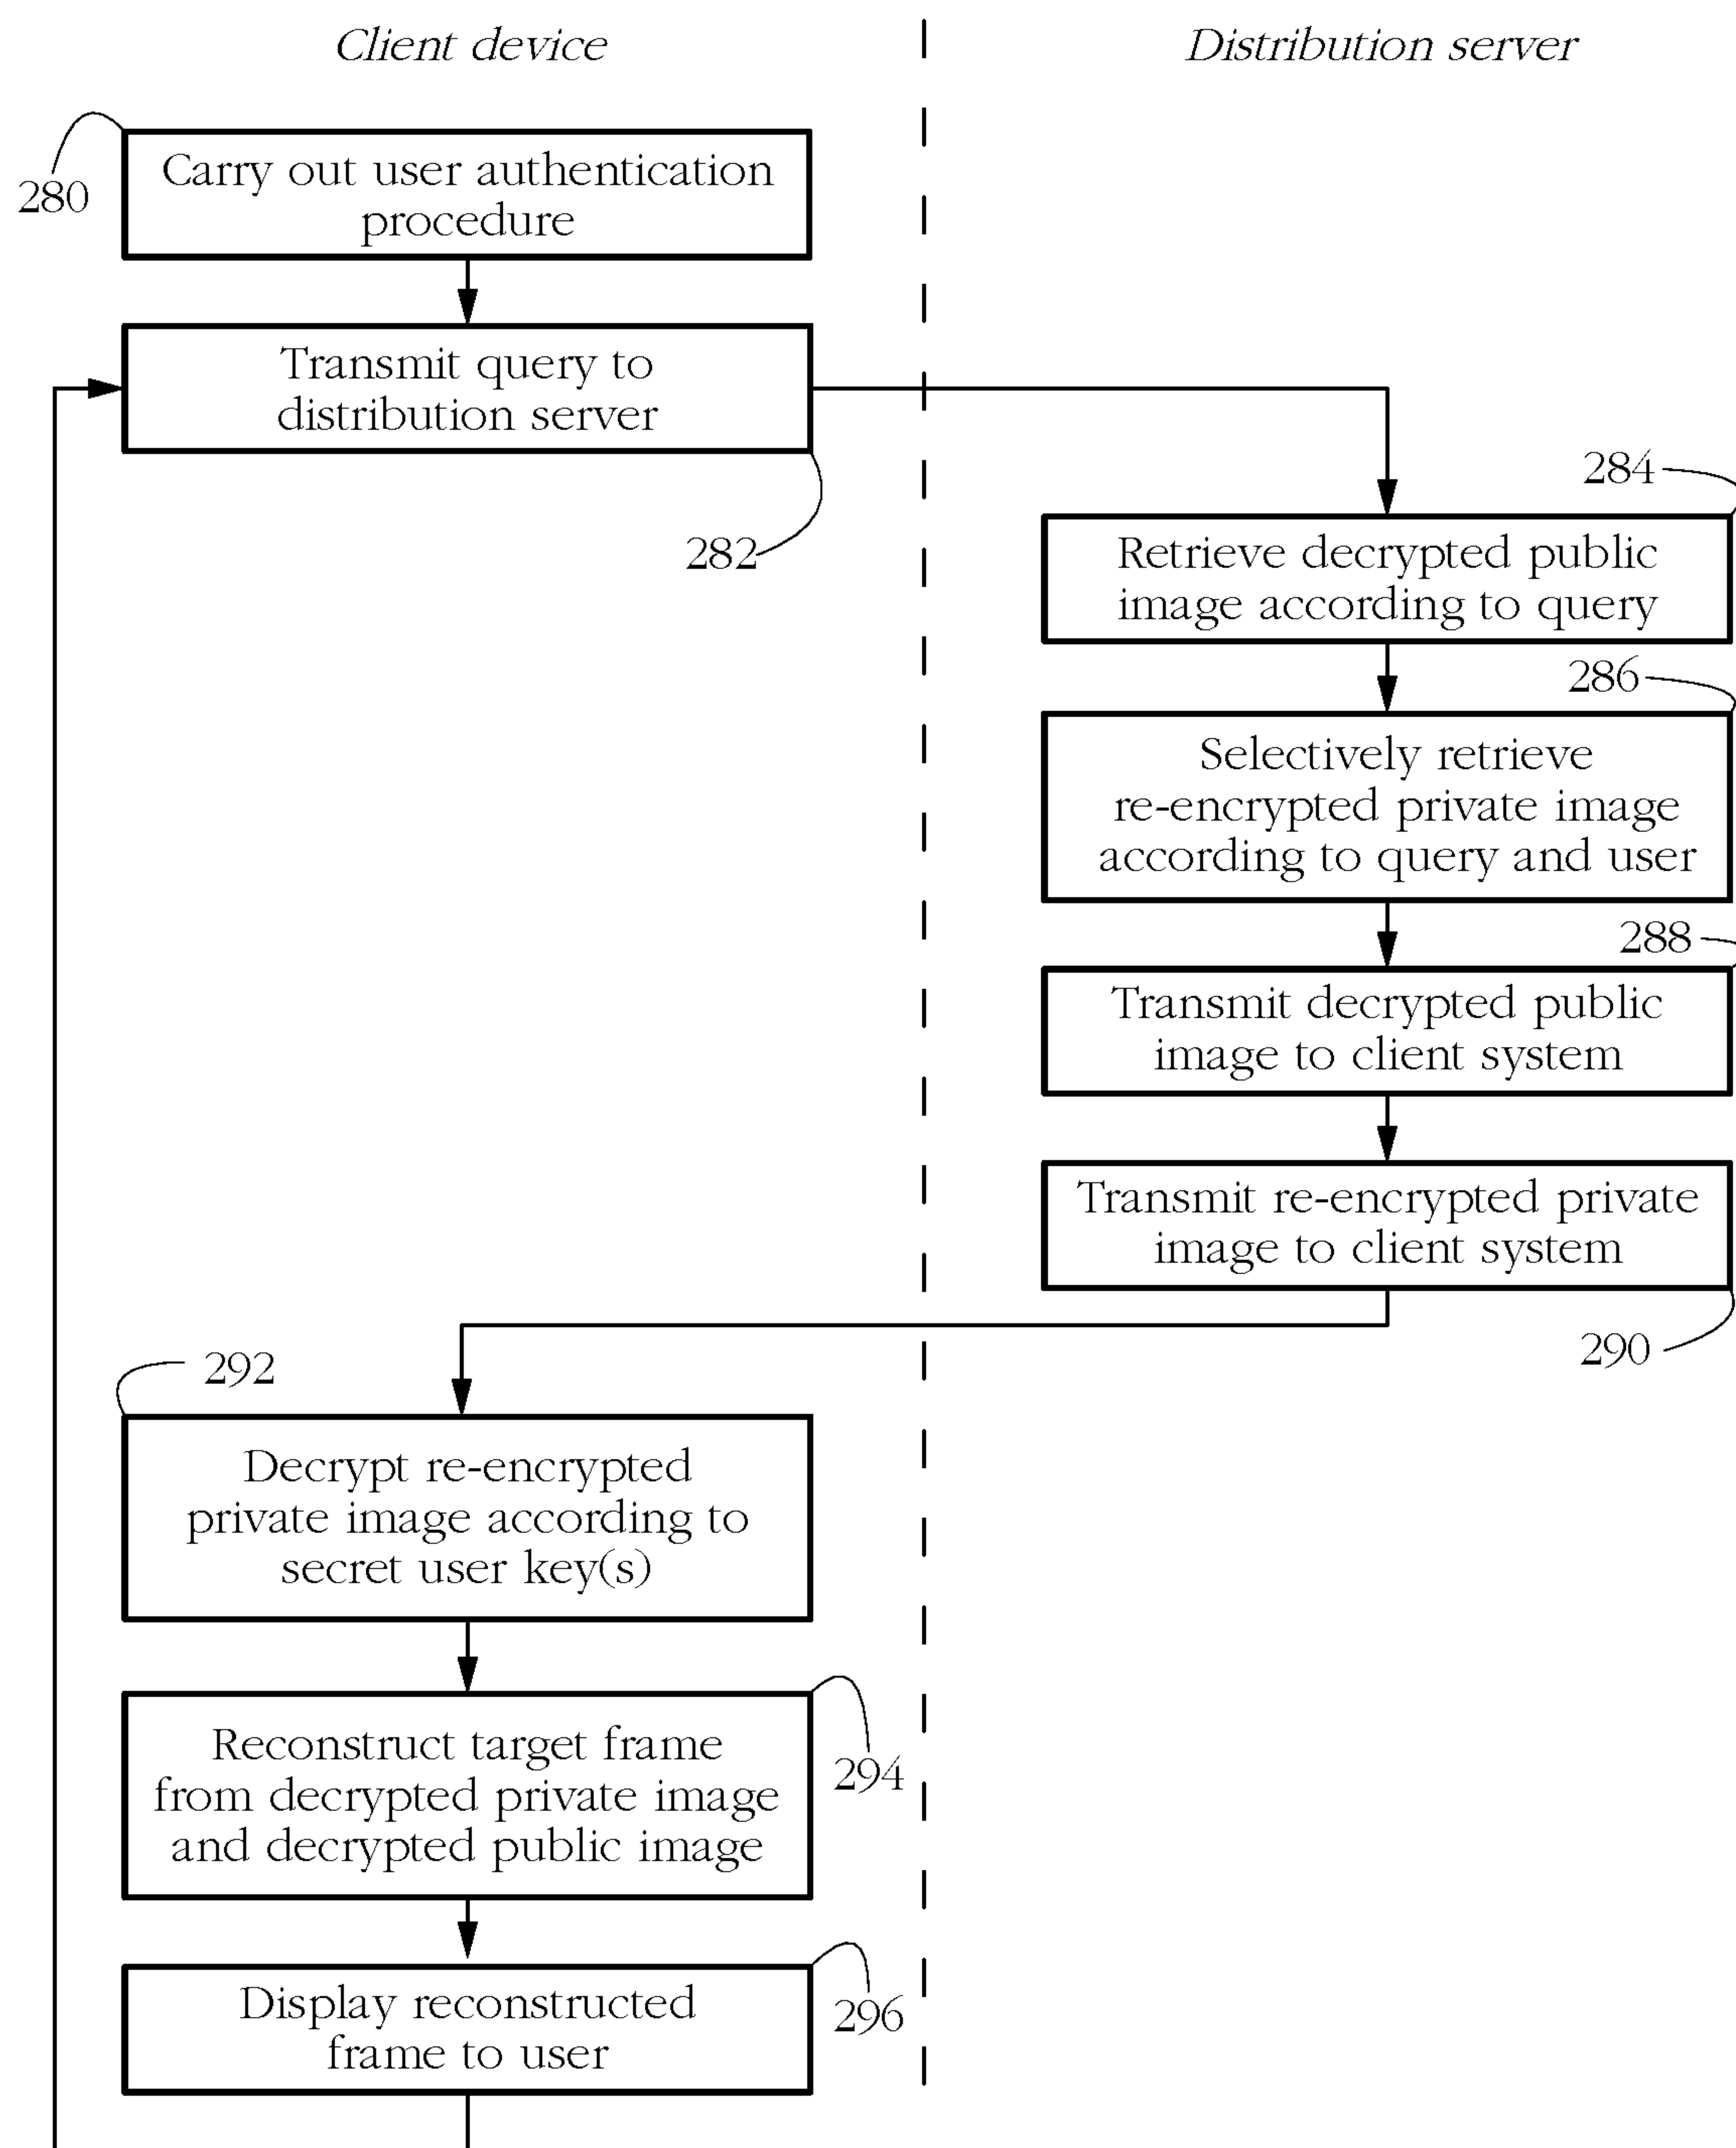 Client device
Distribution server
280
Carry out user authentication
procedure
Transmit query to
distribution server
282
284
Retrieve decrypted public
image according to query
286
Selectively retrieve
re-encrypted private image
according to query and user
288
Transmit decrypted public
image to client system
Transmit re-encrypted private
image to client system
290
292
Decrypt re-encrypted
private image according to
secret user key(s)
Reconstruct target frame
from decrypted private image
and decrypted public image
294
Display reconstructed
frame to user
296